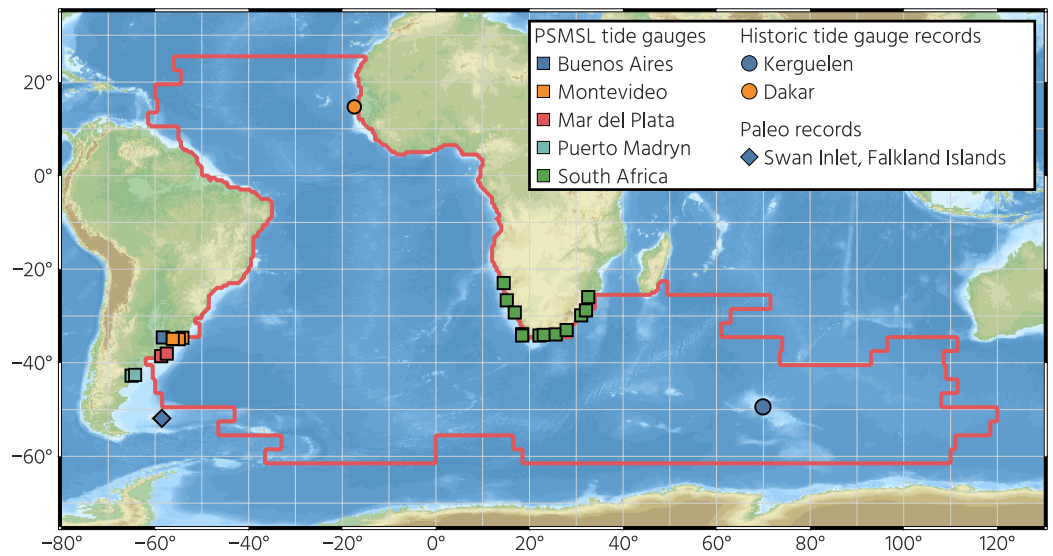 PSMSL tide gauges
Buenos Aires
Montevideo
Mar del Plata
Puerto Madryn
South Africa
Historic tide gauge records
Kerguelen
Dakar
Paleo records
Swan Inlet, Falkland Islands
20°
0°
−20°
−40°
−60°
−80° −60° −40° −20° 0° 20° 40° 60° 80° 100° 120°